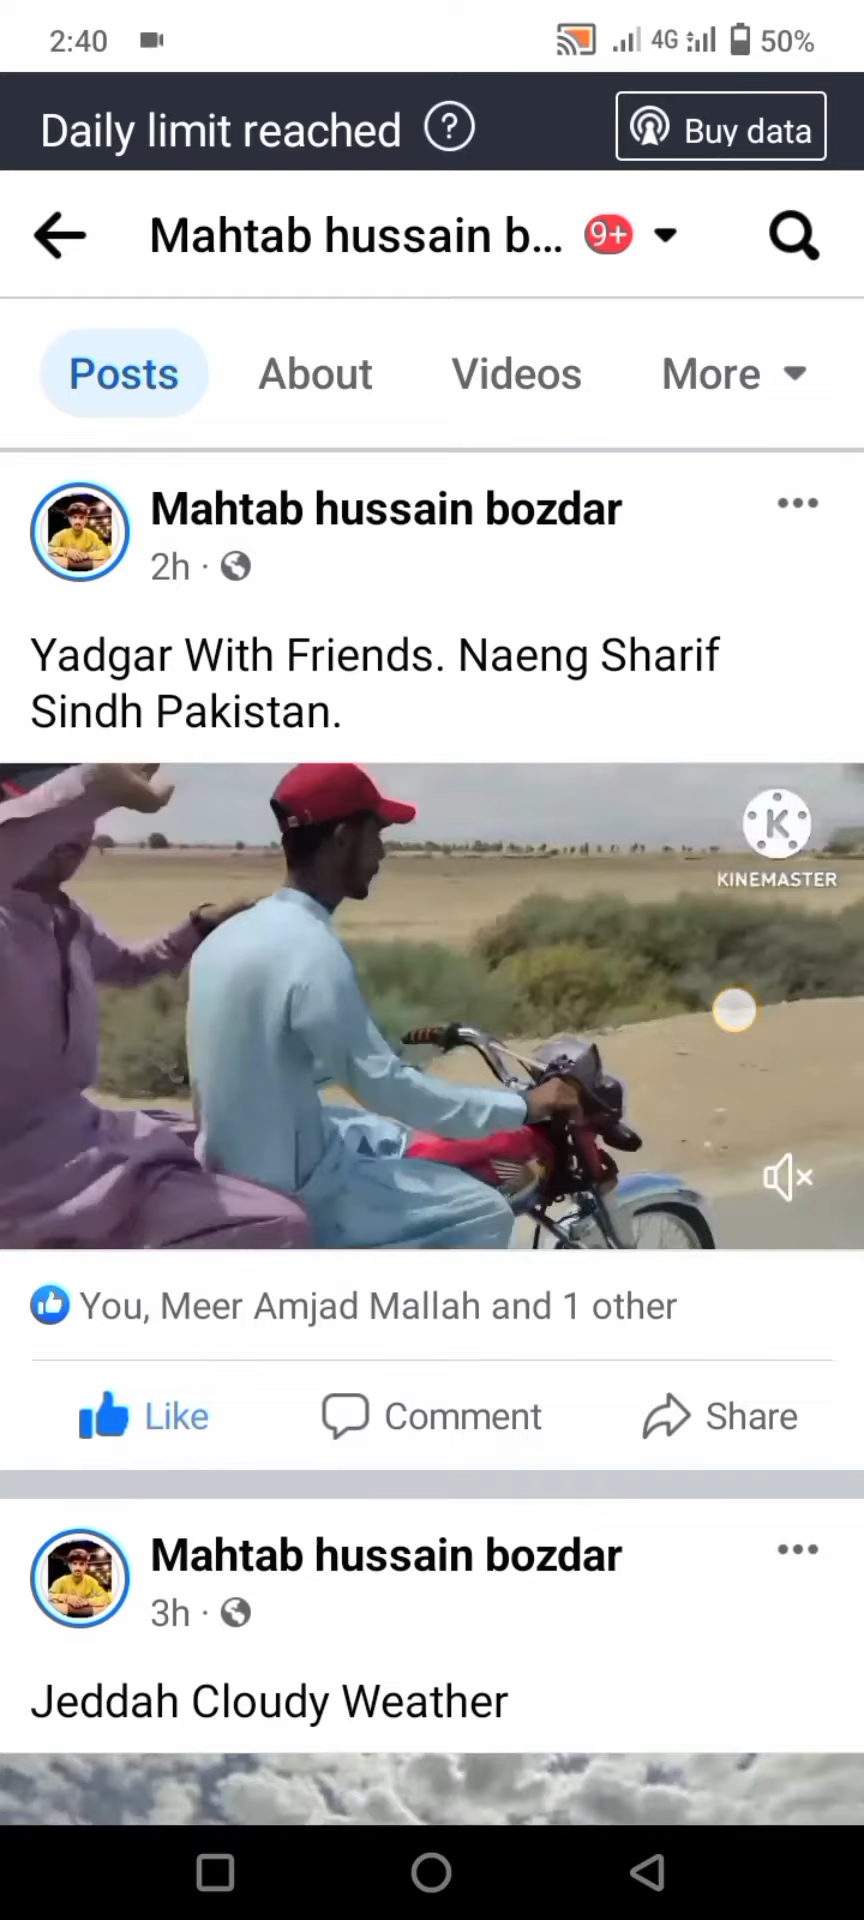 2:40 4G 50%
Daily limit reached ? Buy data
Mahtab hussain b... 9+
Posts About Videos More
Mahtab hussain bozdar
2h ·
Yadgar With Friends. Naeng Sharif
Sindh Pakistan.
K
KINEMASTER
You, Meer Amjad Mallah and 1 other
Like Comment Share
Mahtab hussain bozdar
3h ·
Jeddah Cloudy Weather